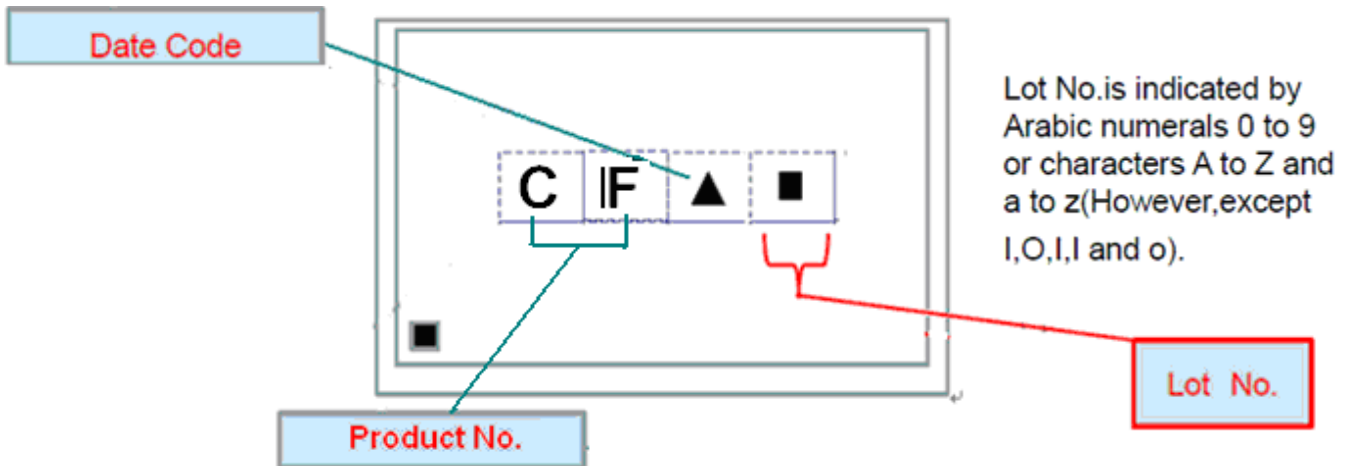 Date Code
Lot No.is indicated by
Arabic numerals 0 to 9
or characters A to Z and
a to z(However,except
I,O,I,I and o).
C IF ▲ ■
Lot No.
Product No.